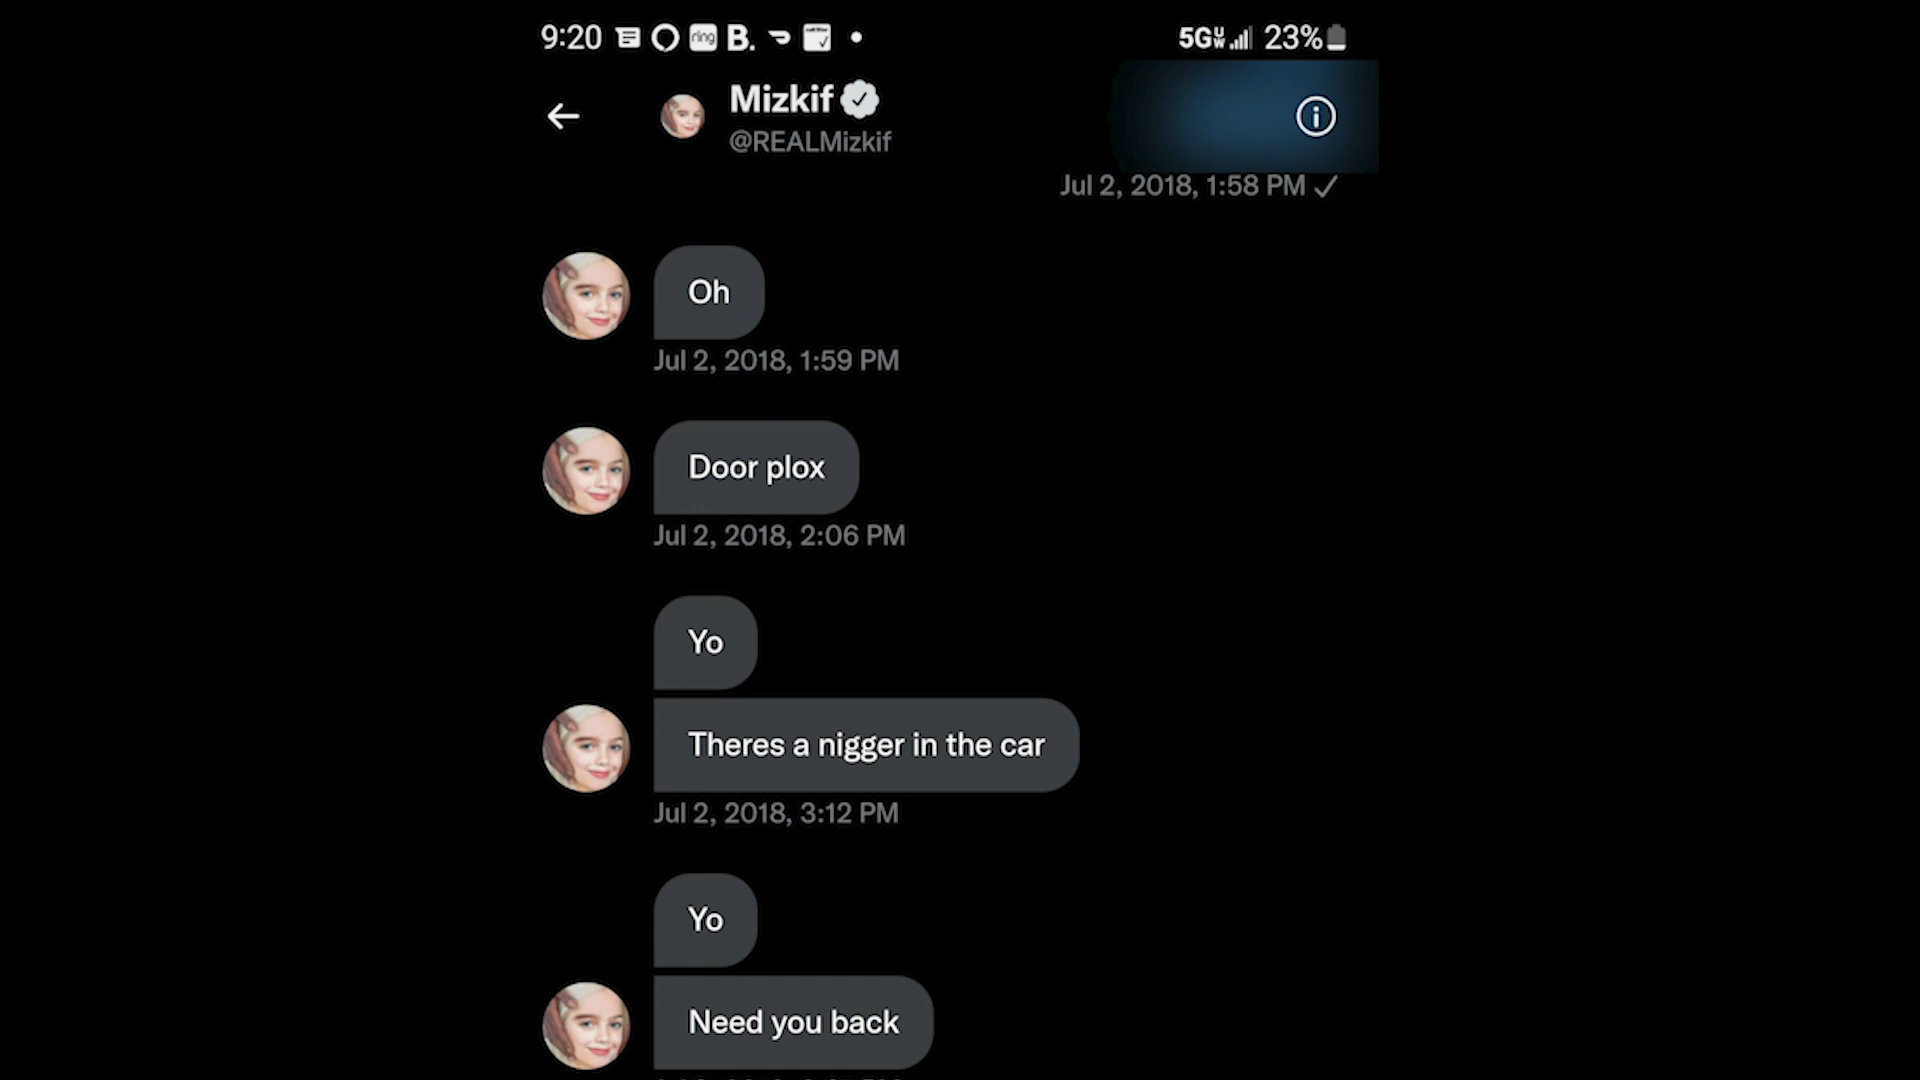 9:20 ring B. 5G UW 23%
Mizkif
@REALMizkif
Jul 2, 2018, 1:58 PM
Oh
Jul 2, 2018, 1:59 PM
Door plox
Jul 2, 2018, 2:06 PM
Yo
Theres a nigger in the car
Jul 2, 2018, 3:12 PM
Yo
Need you back